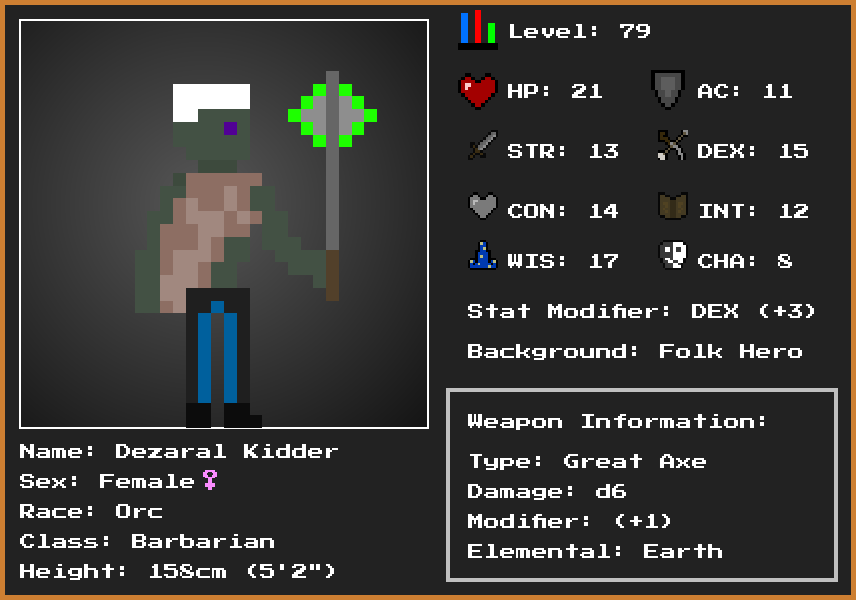 Level: 79
HP: 21 AC: 11
STR: 13 DEX: 15
CON: 14 INT: 12
WIS: 17 CHA: 8
Stat Modifier: DEX (+3)
Background: Folk Hero
Weapon Information:
Type: Great Axe
Damage: d6
Modifier: (+1)
Elemental: Earth
Name: Dezaral Kidder
Sex: Female♀
Race: Orc
Class: Barbarian
Height: 158cm (5'2")